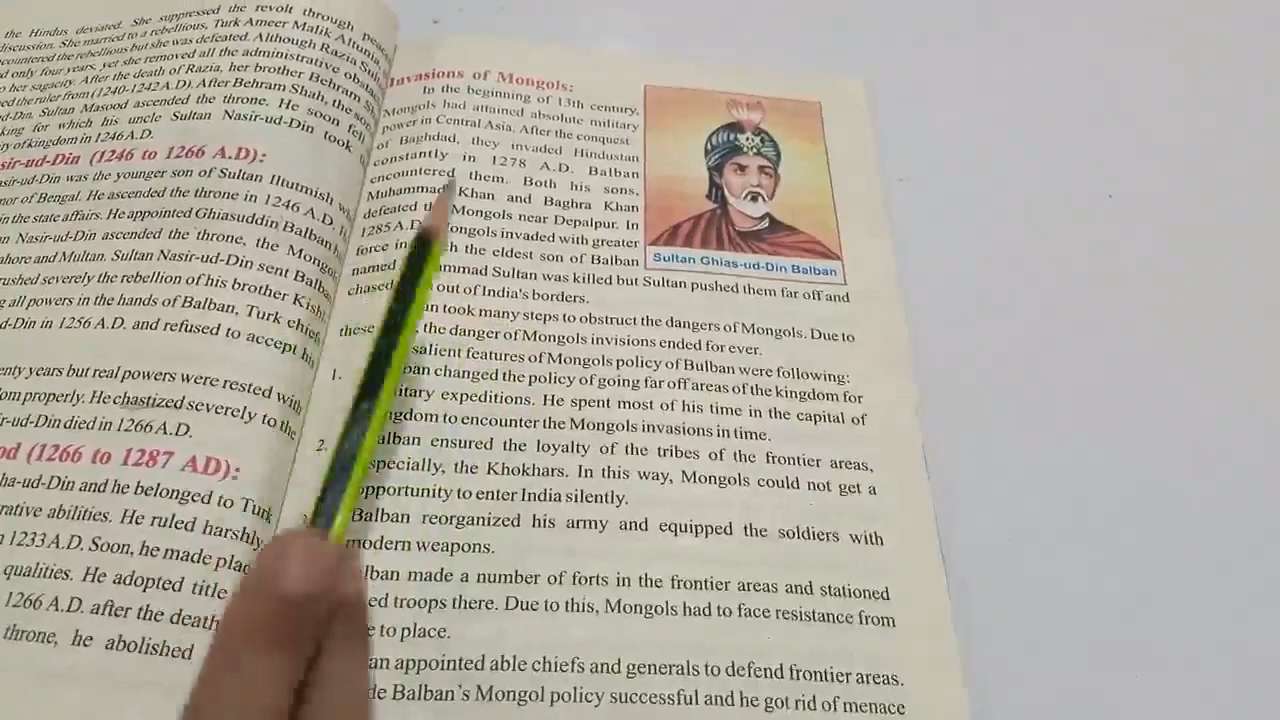 the Hindus deviated. She suppressed the revolt through
discussion. She married to a rebellious, Turk Ameer Malik Altunia,
countered the rebellious but she was defeated. Although Razia
only four years, yet she removed all the administrative
her sagacity. After the death of Razia, her brother Behram
the ruler from (1240-1242 A.D). After Behram Shah, the son
Sultan Masood ascended the throne. He soon fell
king for which his uncle Sultan Nasir-ud-Din took
of kingdom in 1246 A.D.
sir-ud-Din (1246 to 1266 A.D):
sir-ud-Din was the younger son of Sultan Iltutmish
nor of Bengal. He ascended the throne in 1246 A.D.
in the state affairs. He appointed Ghiasuddin Balban
Nasir-ud-Din ascended the throne, the
ahore and Multan. Sultan Nasir-ud-Din sent
rushed severely the rebellion of his brother
all powers in the hands of Balban, Turk
d-Din in 1256 A.D. and refused to accept his
enty years but real powers were rested with
om properly. He chastized severely to the
r-ud-Din died in 1266 A.D.
od (1266 to 1287 AD):
ha-ud-Din and he belonged to Turk
rative abilities. He ruled harshly.
1233 A.D. Soon, he made
qualities. He adopted title
1266 A.D. after the death
throne, he abolished
Invasions of Mongols:
In the beginning of 13th century,
Mongols had attained absolute military
power in Central Asia. After the conquest
of Baghdad, they invaded Hindustan
constantly in 1278 A.D. Balban
encountered them. Both his sons,
Muhammad Khan and Baghra Khan
defeated Mongols near Depalpur. In
1285 A.D. ongols invaded with greater
force in h the eldest son of Balban
named mmad Sultan was killed but Sultan pushed them far off and
chased out of India's borders.
an took many steps to obstruct the dangers of Mongols. Due to
these , the danger of Mongols invisions ended for ever.
salient features of Mongols policy of Bulban were following:
1. ban changed the policy of going far off areas of the kingdom for
itary expeditions. He spent most of his time in the capital of
ngdom to encounter the Mongols invasions in time.
2. alban ensured the loyalty of the tribes of the frontier areas,
specially, the Khokhars. In this way, Mongols could not get a
opportunity to enter India silently.
Balban reorganized his army and equipped the soldiers with
modern weapons.
lban made a number of forts in the frontier areas and stationed
ed troops there. Due to this, Mongols had to face resistance from
e to place.
an appointed able chiefs and generals to defend frontier areas.
de Balban's Mongol policy successful and he got rid of menace
Sultan Ghias-ud-Din Balban